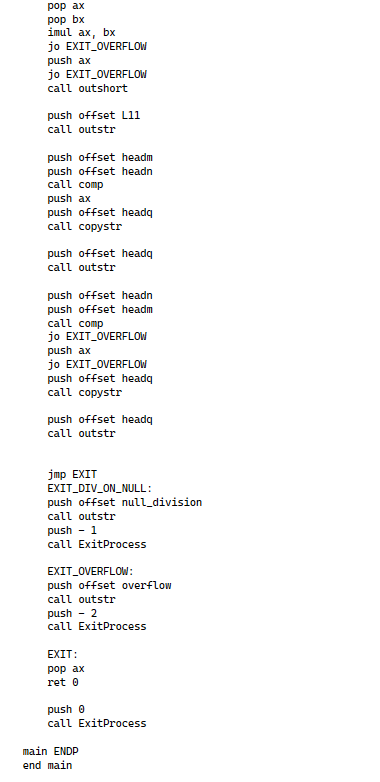 pop ax
pop bx
imul ax, bx
jo EXIT_OVERFLOW
push ax
jo EXIT_OVERFLOW
call outshort
push offset L11
call outstr
push offset headm
push offset headn
call comp
push ax
push offset headq
call copystr
push offset headq
call outstr
push offset headn
push offset headm
call comp
jo EXIT_OVERFLOW
push ax
jo EXIT_OVERFLOW
push offset headq
call copystr
push offset headq
call outstr
jmp EXIT
EXIT_DIV_ON_NULL:
push offset null_division
call outstr
push - 1
call ExitProcess
EXIT_OVERFLOW:
push offset overflow
call outstr
push - 2
call ExitProcess
EXIT:
pop ax
ret 0
push 0
call ExitProcess
main ENDP
end main